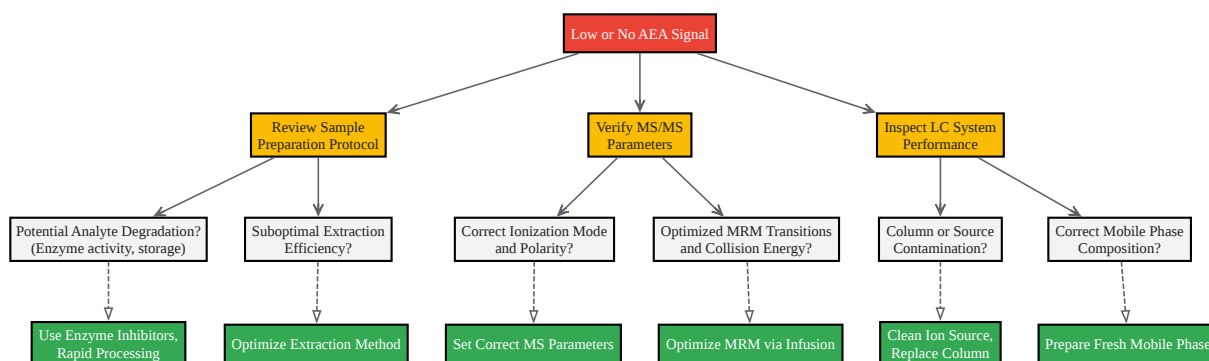 Low or No AEA Signal
Review Sample
Preparation Protocol
Verify MS/MS
Parameters
Inspect LC System
Performance
Potential Analyte Degradation?
(Enzyme activity, storage)
Suboptimal Extraction
Efficiency?
Correct Ionization Mode
and Polarity?
Optimized MRM Transitions
and Collision Energy?
Column or Source
Contamination?
Correct Mobile Phase
Composition?
Use Enzyme Inhibitors,
Rapid Processing
Optimize Extraction Method
Set Correct MS Parameters
Optimize MRM via Infusion
Clean Ion Source,
Replace Column
Prepare Fresh Mobile Phase